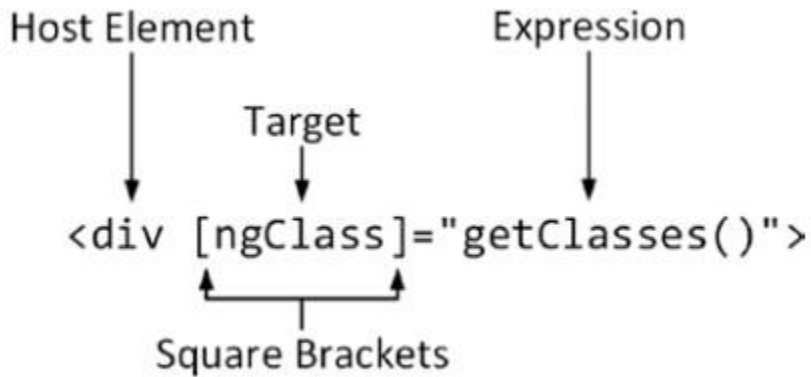 Host Element Expression
Target
<div [ngClass]="getClasses()">
Square Brackets